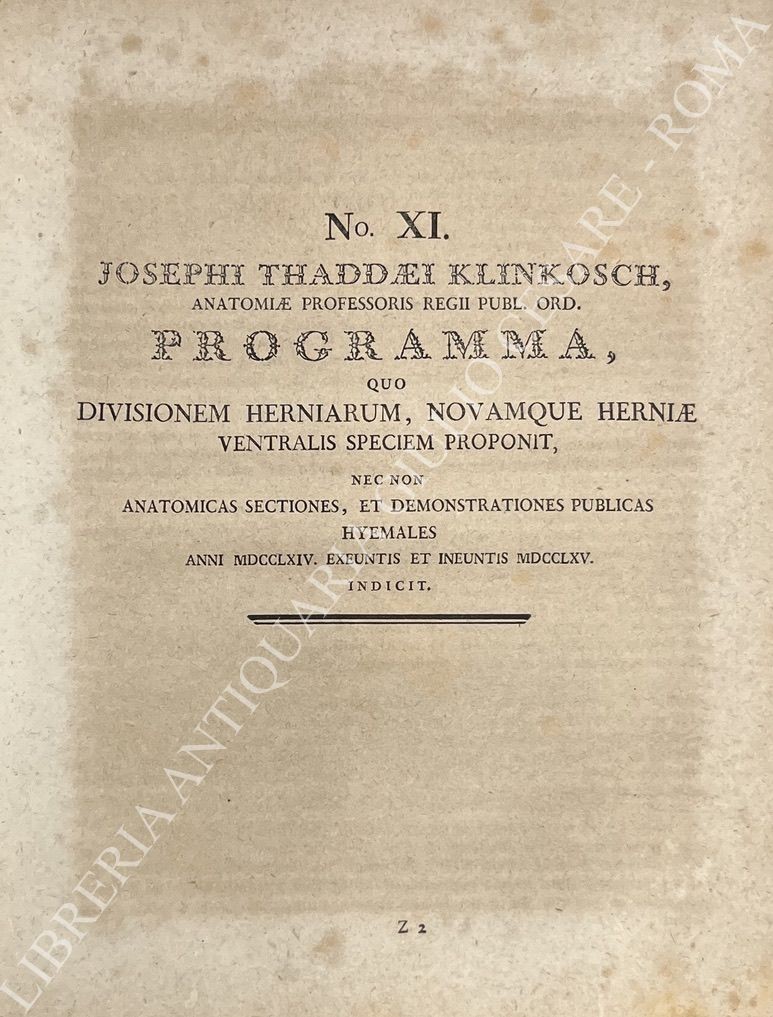 No. XI.
JOSEPHI THADDÆI KLINKOSCH,
ANATOMIÆ PROFESSORIS REGII PUBL. ORD.
PROGRAMMA,
QUO
DIVISIONEM HERNIARUM, NOVAMQUE HERNIÆ
VENTRALIS SPECIEM PROPONIT,
NEC NON
ANATOMICAS SECTIONES, ET DEMONSTRATIONES PUBLICAS
HYEMALES
ANNI MDCCLXIV. EXEUNTIS ET INEUNTIS MDCCLXV.
INDICIT.
Z 2
LIBRERIA ANTIQUARIA GIULIO CESARE - ROMA